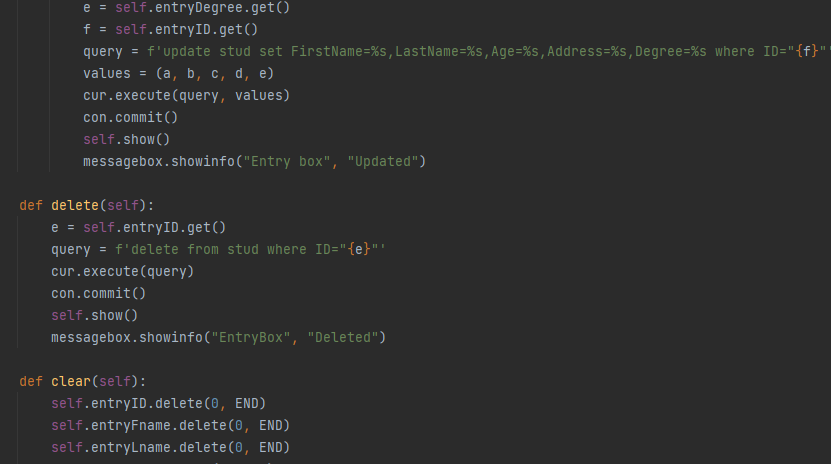 e = self.entryDegree.get()
f = self.entryID.get()
query = f'update stud set FirstName=%s,LastName=%s,Age=%s,Address=%s,Degree=%s where ID="{f}"'
values = (a, b, c, d, e)
cur.execute(query, values)
con.commit()
self.show()
messagebox.showinfo("Entry box", "Updated")
def delete(self):
e = self.entryID.get()
query = f'delete from stud where ID="{e}"'
cur.execute(query)
con.commit()
self.show()
messagebox.showinfo("EntryBox", "Deleted")
def clear(self):
self.entryID.delete(0, END)
self.entryFname.delete(0, END)
self.entryLname.delete(0, END)